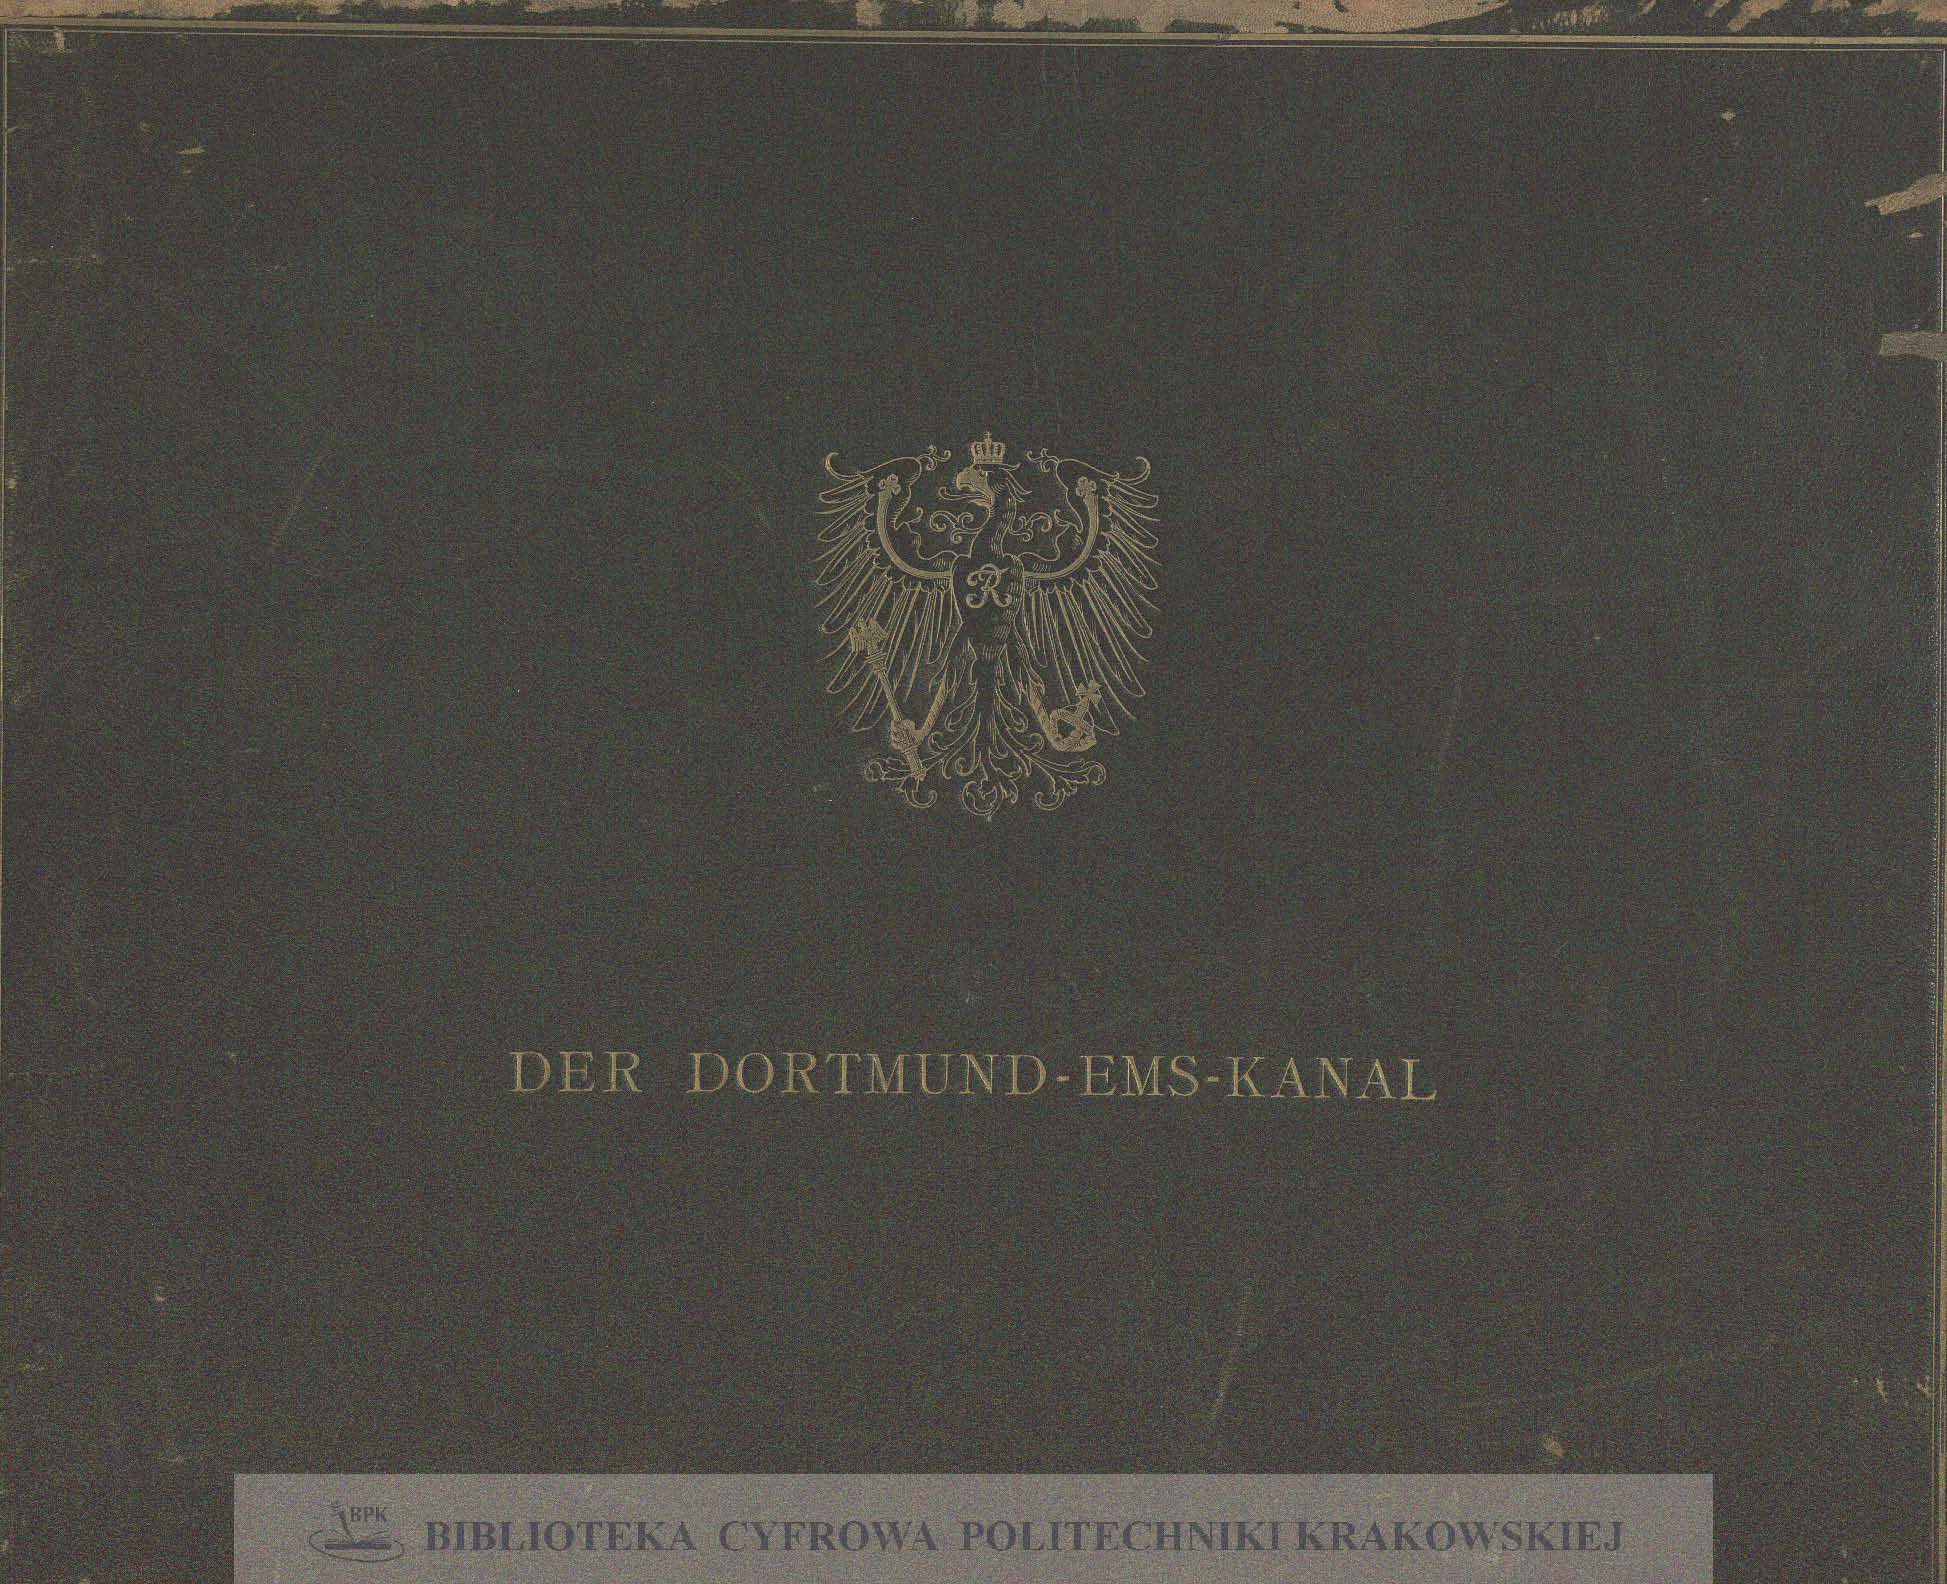 R
DER DORTMUND-EMS-KANAL
BPK
BIBLIOTEKA CYFROWA POLITECHNIKI KRAKOWSKIEJ